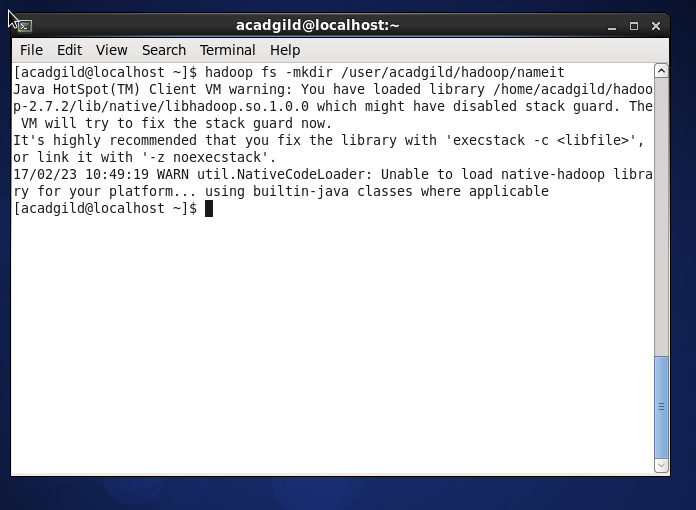 acadgild@localhost:~
File Edit View Search Terminal Help
[acadgild@localhost ~]$ hadoop fs -mkdir /user/acadgild/hadoop/nameit
Java HotSpot(TM) Client VM warning: You have loaded library /home/acadgild/hadoo
p-2.7.2/lib/native/libhadoop.so.1.0.0 which might have disabled stack guard. The
 VM will try to fix the stack guard now.
It's highly recommended that you fix the library with 'execstack -c <libfile>',
or link it with '-z noexecstack'.
17/02/23 10:49:19 WARN util.NativeCodeLoader: Unable to load native-hadoop libra
ry for your platform... using builtin-java classes where applicable
[acadgild@localhost ~]$